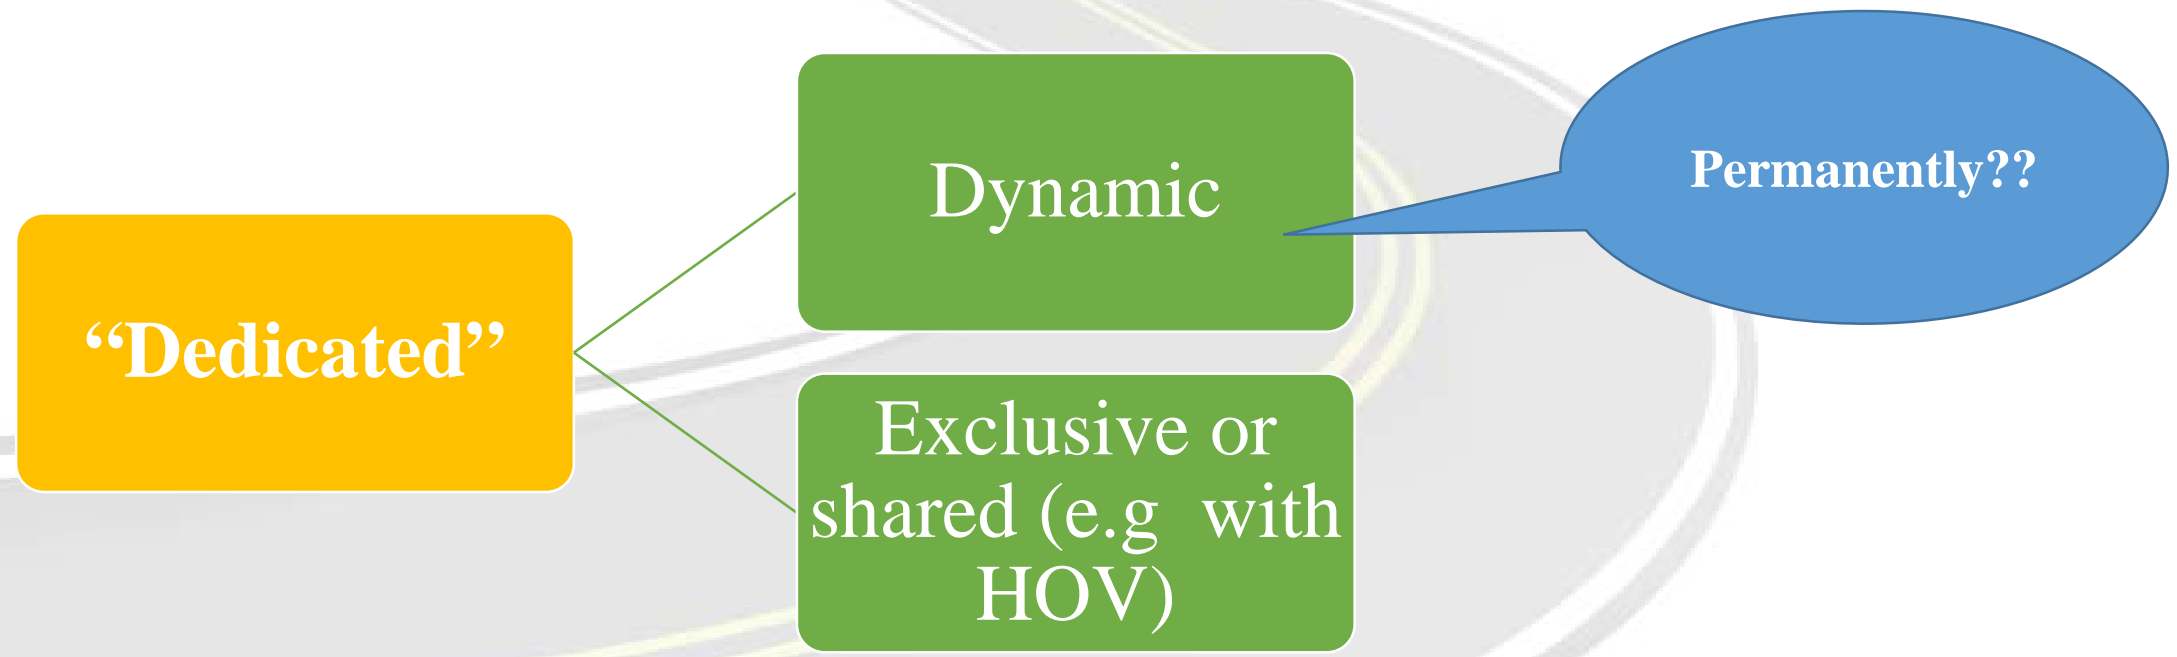 “Dedicated”
Dynamic
Permanently??
Exclusive or
shared (e.g  with
HOV)